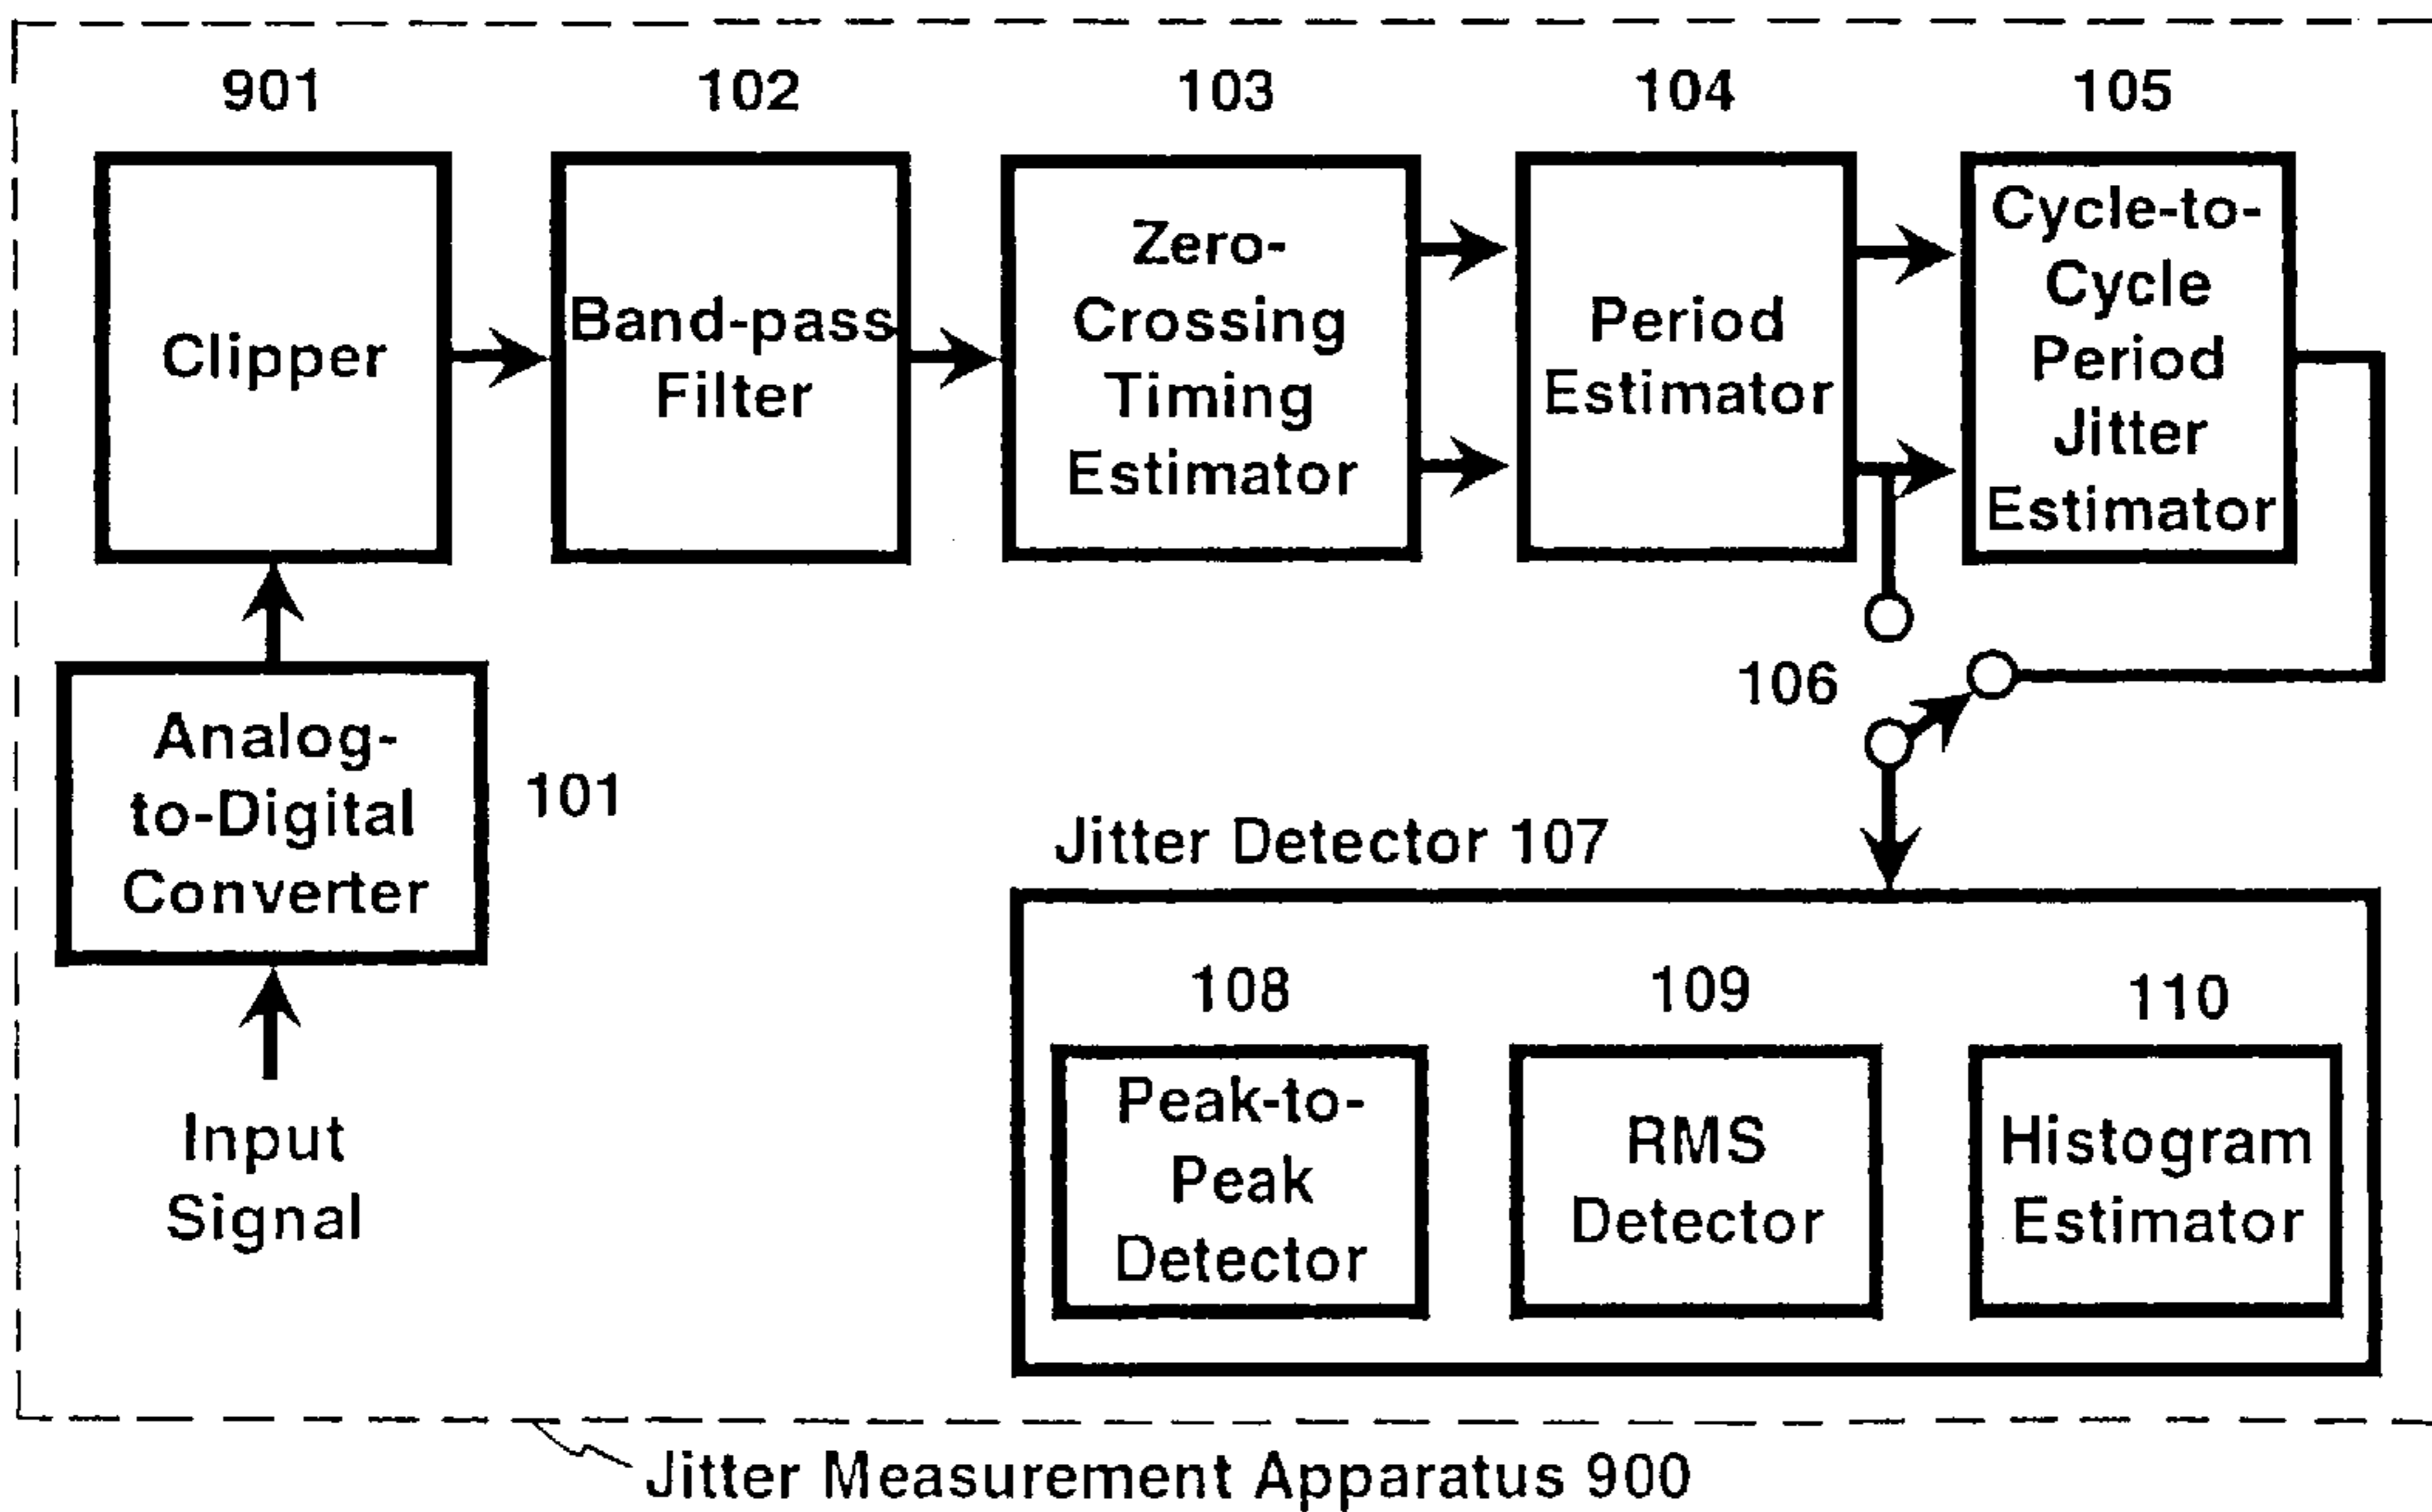 901
102
103
104
105
Clipper
Band-pass
Filter
Zero-
Crossing
Timing
Estimator
Period
Estimator
Cycle-to-
Cycle
Period
Jitter
Estimator
106
Analog-
to-Digital
Converter
101
Input
Signal
Jitter Detector 107
108
109
110
Peak-to-
Peak
Detector
RMS
Detector
Histogram
Estimator
Jitter Measurement Apparatus 900